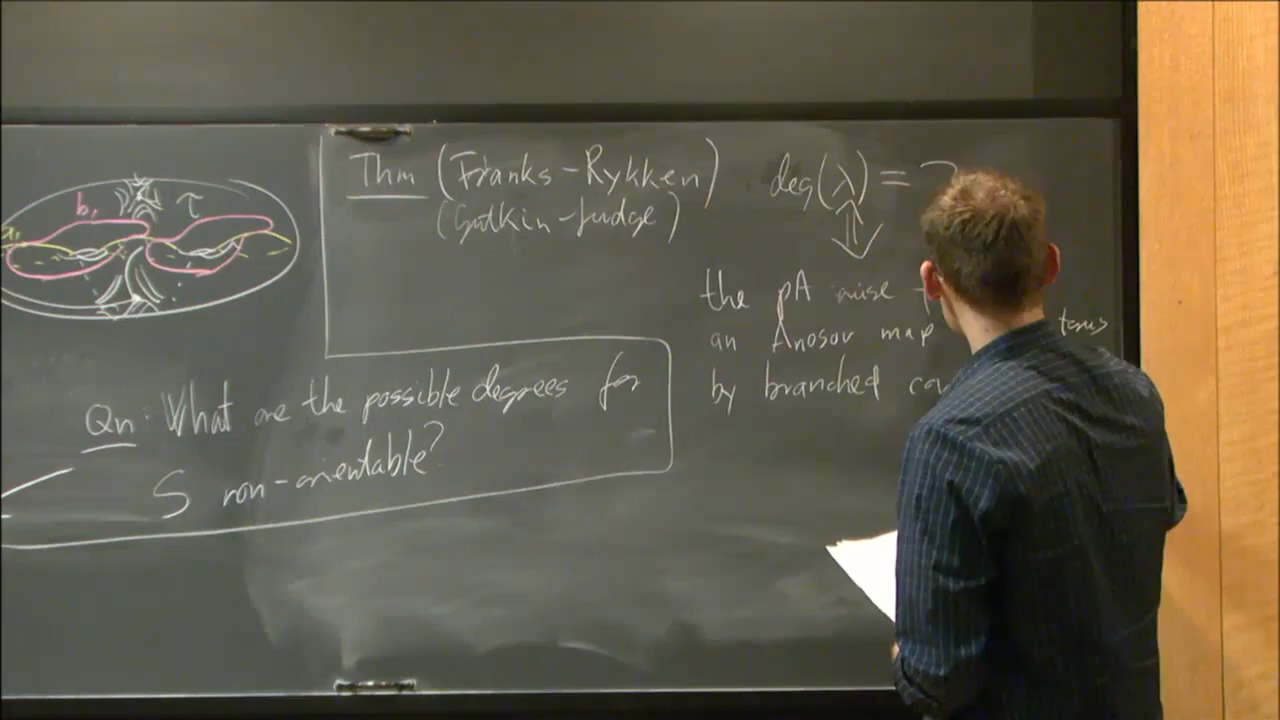 b₁ τ
Thm (Franks-Rykken)
(Gutkin-Judge)
deg(λ) = 2
⇕
the pA arise
an Anosov map torus
by branched
Qn: What are the possible degrees for
S non-orientable?